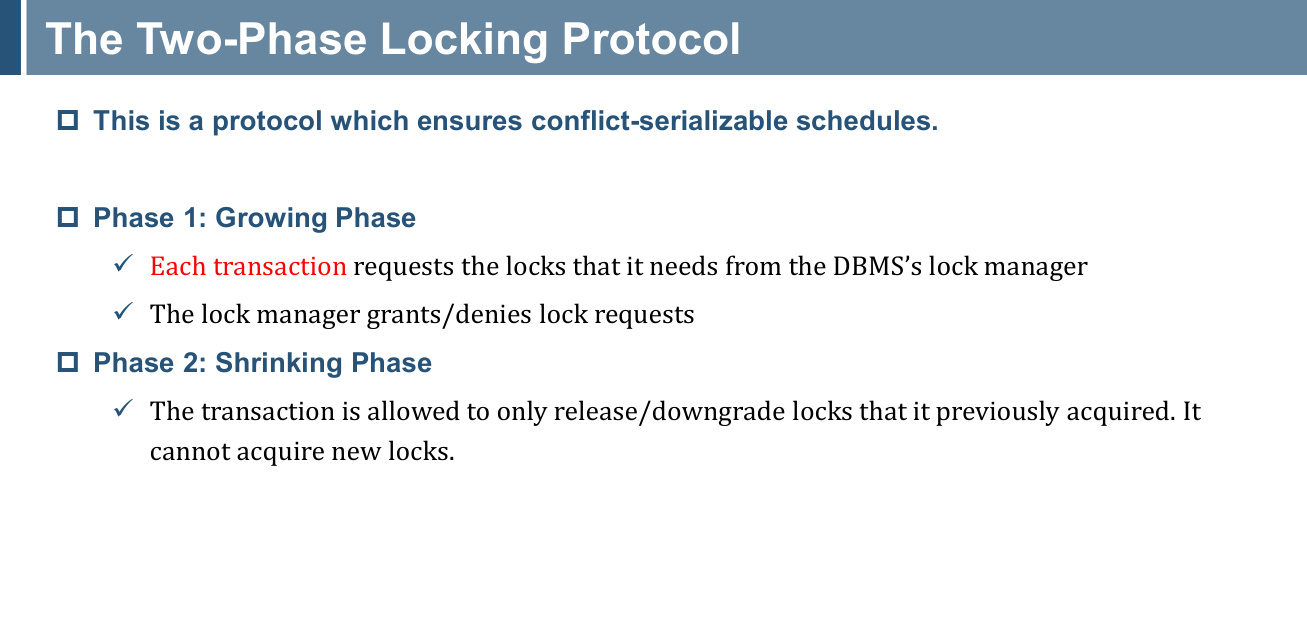 The Two-Phase Locking Protocol
This is a protocol which ensures conflict-serializable schedules.
Phase 1: Growing Phase
Each transaction requests the locks that it needs from the DBMS’s lock manager
The lock manager grants/denies lock requests
Phase 2: Shrinking Phase
The transaction is allowed to only release/downgrade locks that it previously acquired. It
cannot acquire new locks.